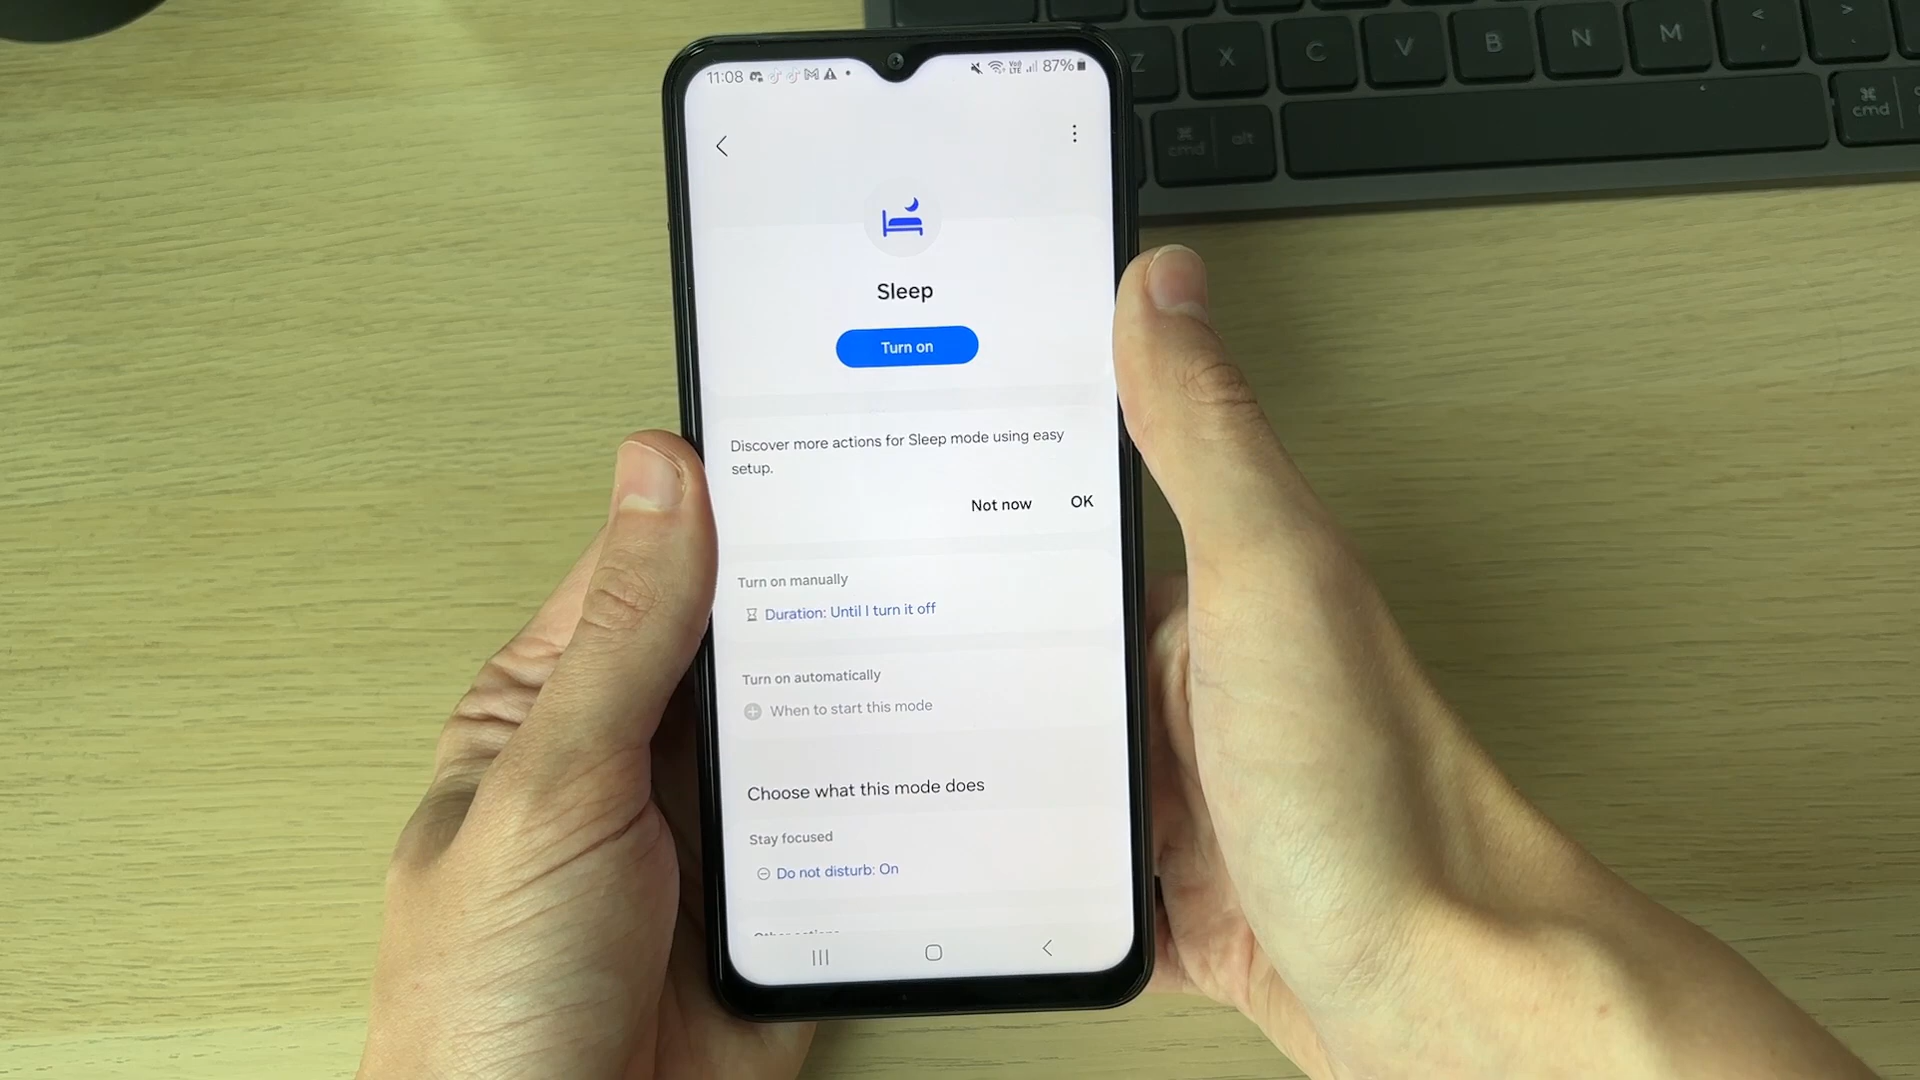 Z X C V B N M < >
cmd alt cmd
11:08 87%
Sleep
Turn on
Discover more actions for Sleep mode using easy
setup.
Not now OK
Turn on manually
Duration: Until I turn it off
Turn on automatically
When to start this mode
Choose what this mode does
Stay focused
Do not disturb: On